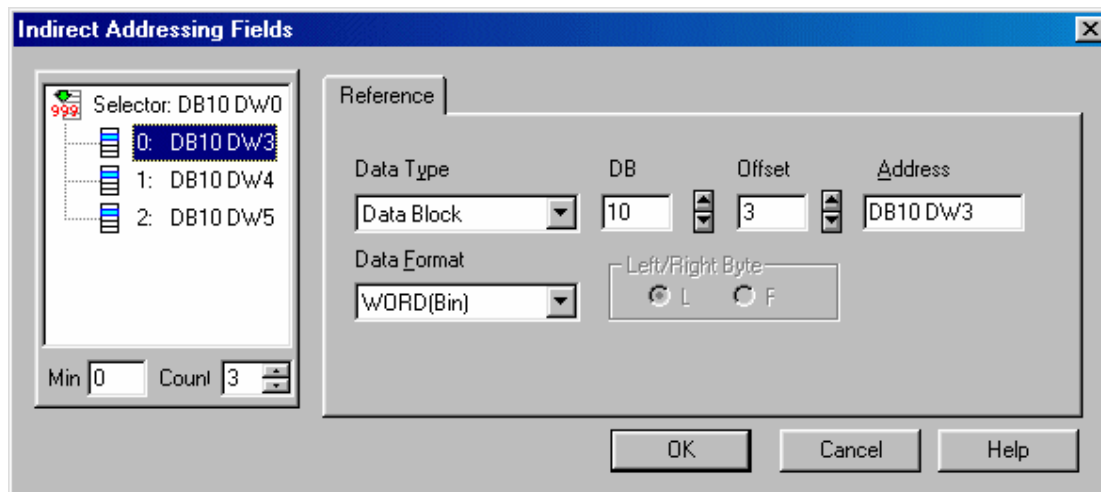 Indirect Addressing Fields
999 Selector: DB10 DW0
0: DB10 DW3
1: DB10 DW4
2: DB10 DW5
Min 0 Count 3
Reference
Data Type DB Offset Address
Data Block 10 3 DB10 DW3
Data Format Left/Right Byte
WORD(Bin) L F
OK Cancel Help